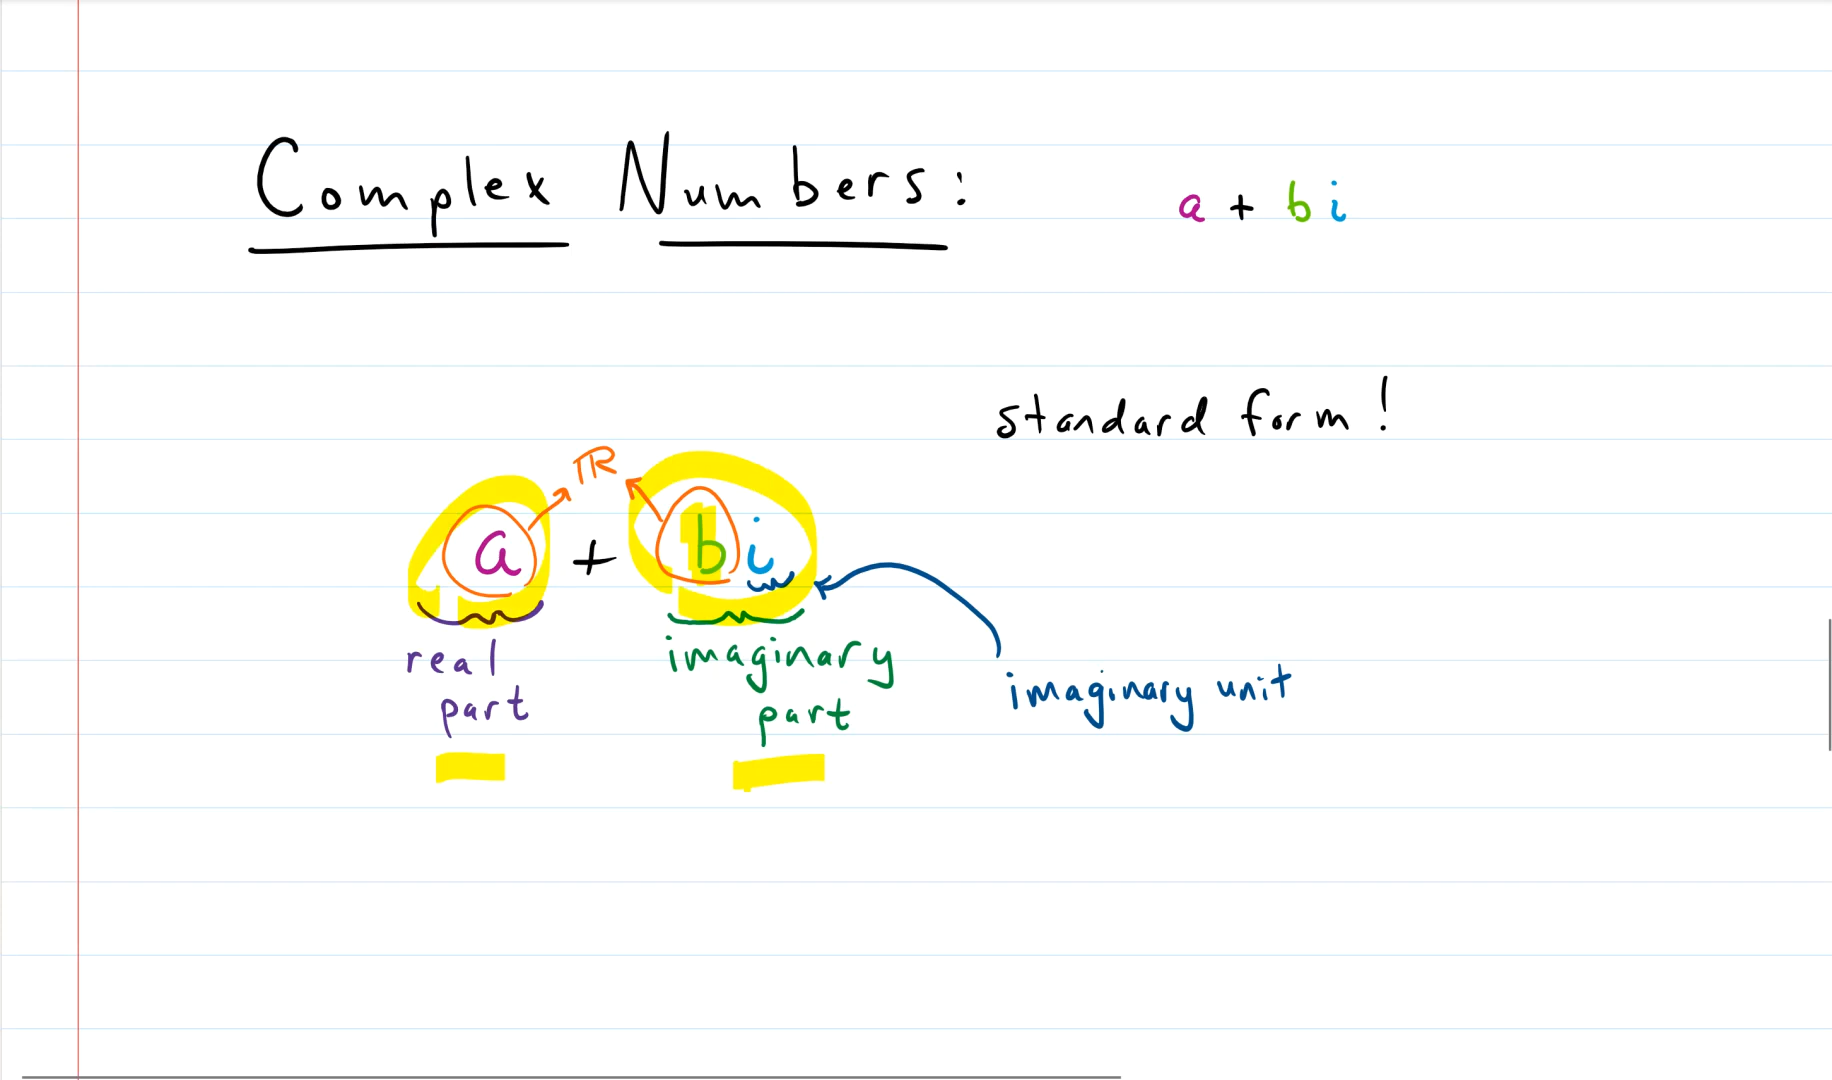 Complex Numbers: a + bi
standard form!
ℝ
a + bi
real imaginary
part part
imaginary unit